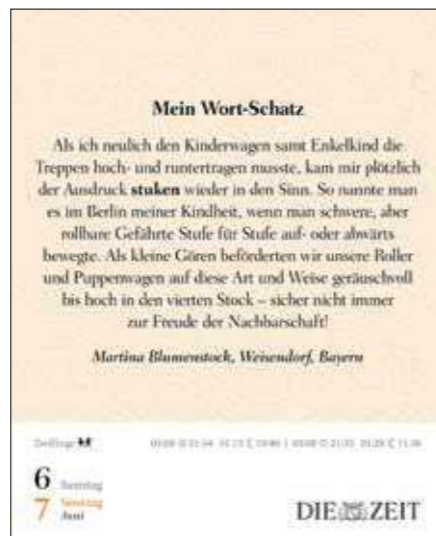 Mein Wort-Schatz
Als ich neulich den Kinderwagen samt Enkelkind die
Treppen hoch- und runtertragen musste, kam mir plötzlich
der Ausdruck stuken wieder in den Sinn. So nannte man
es im Berlin meiner Kindheit, wenn man schwere, aber
rollbare Gefährte Stufe für Stufe auf- oder abwärts
bewegte. Als kleine Gören beförderten wir unsere Roller
und Puppenwagen auf diese Art und Weise geräuschvoll
bis hoch in den vierten Stock – sicher nicht immer
zur Freude der Nachbarschaft!
Martina Blumenstock, Weisendorf, Bayern
Zwillinge
6 Samstag
7 Sonntag
Juni
DIE ZEIT